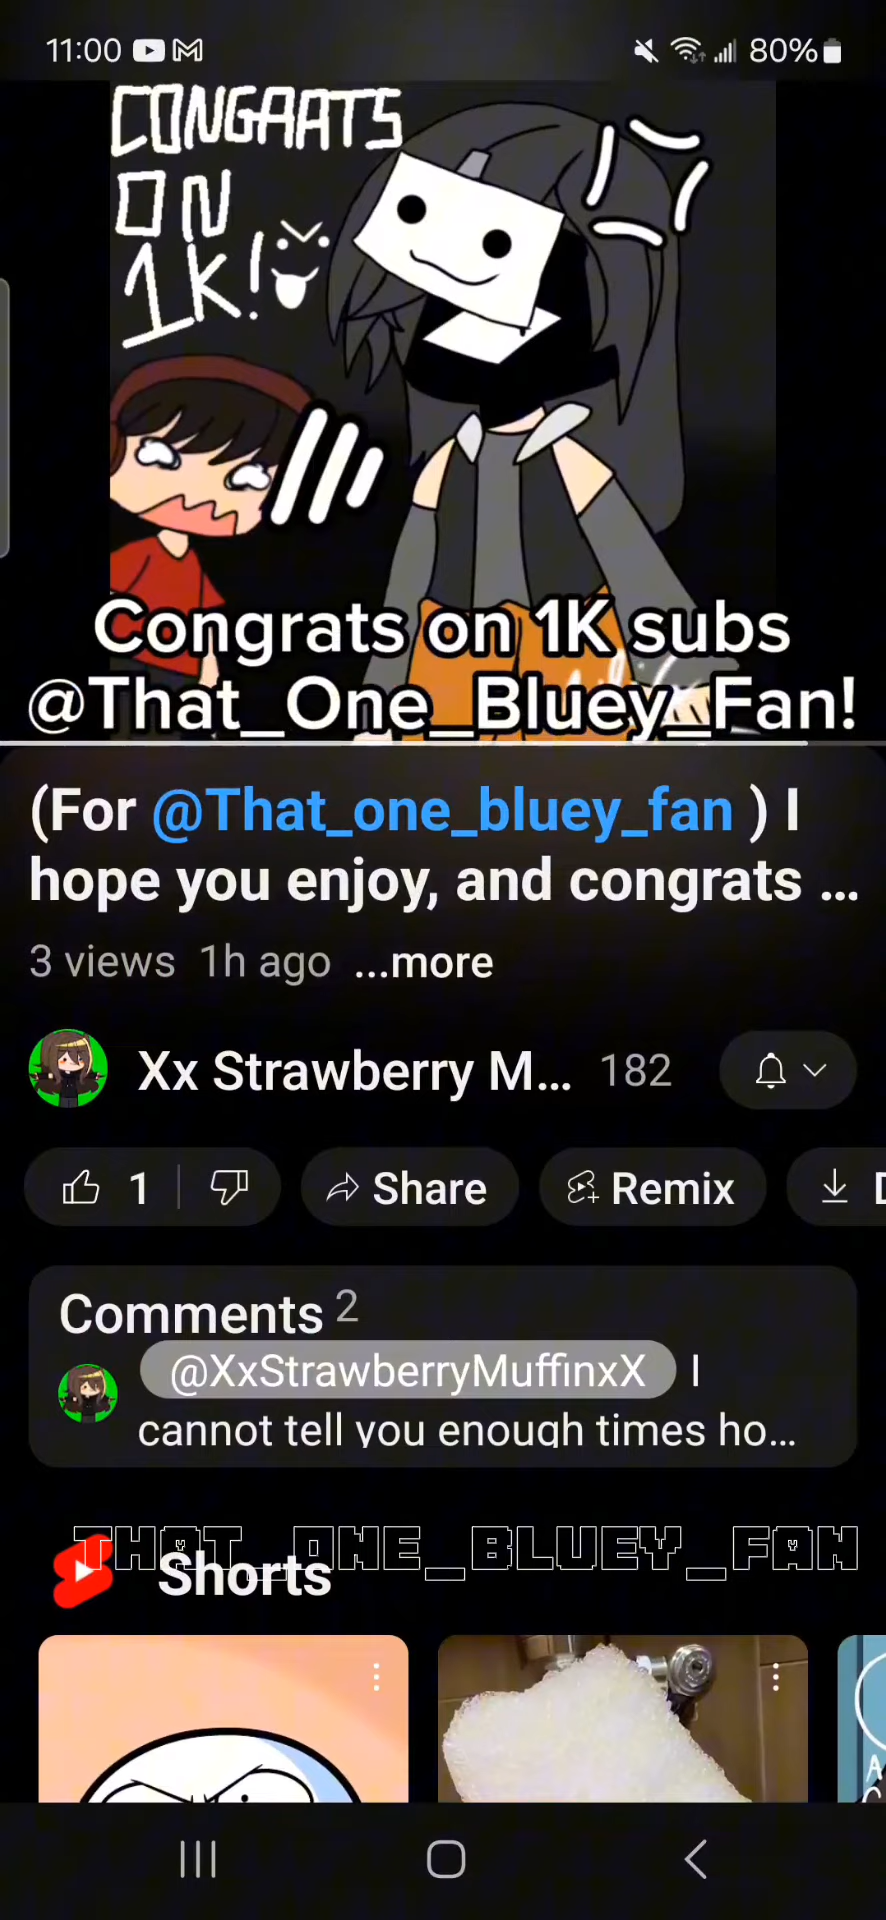 11:00
80%
CONGRATS
ON
1K!
Congrats on 1K subs
@That_One_Bluey_Fan!
(For @That_one_bluey_fan ) I
hope you enjoy, and congrats ...
3 views 1h ago ...more
Xx Strawberry M... 182
1
Share
Remix
Comments 2
@XxStrawberryMuffinxX I
cannot tell you enough times ho...
THAT_ONE_BLUEY_FAN
Shorts